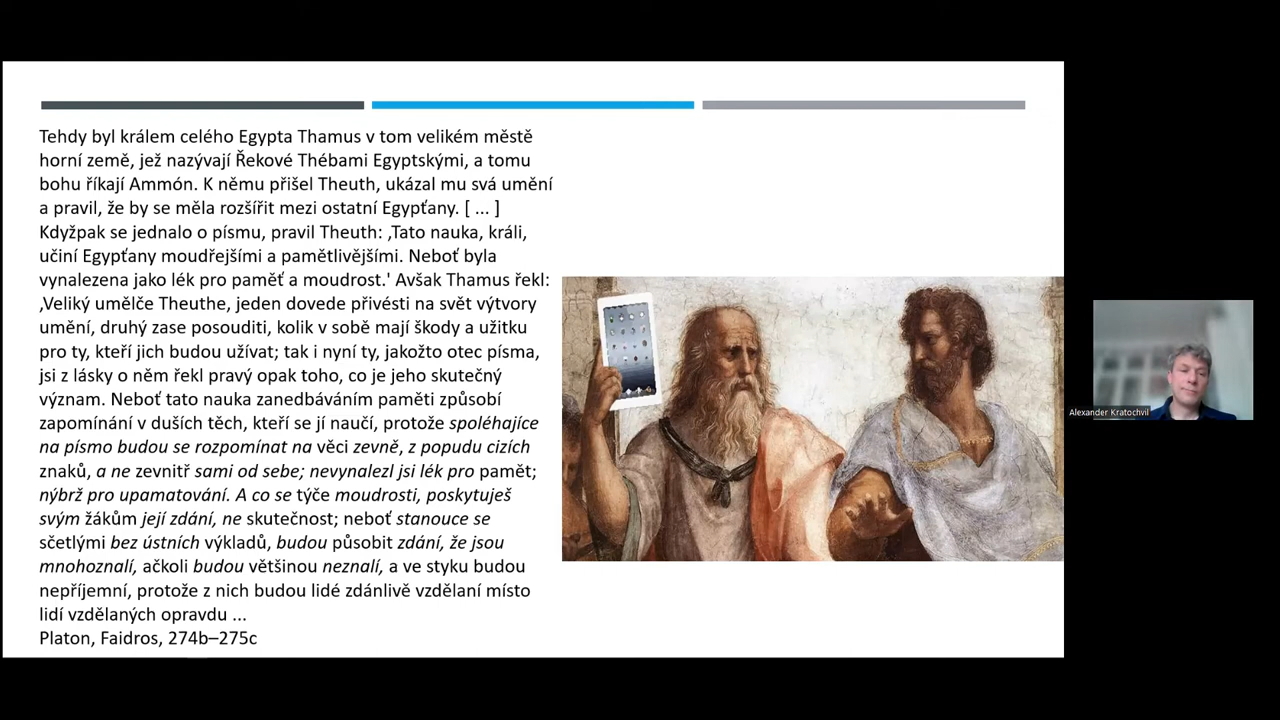 Tehdy byl králem celého Egypta Thamus v tom velikém městě
horní země, jež nazývají Řekové Thébami Egyptskými, a tomu
bohu říkají Ammón. K němu přišel Theuth, ukázal mu svá umění
a pravil, že by se měla rozšířit mezi ostatní Egypťany. [ ... ]
Kdyžpak se jednalo o písmu, pravil Theuth: ‚Tato nauka, králi,
učiní Egypťany moudřejšími a pamětlivějšími. Neboť byla
vynalezena jako lék pro paměť a moudrost.' Avšak Thamus řekl:
‚Veliký umělče Theuthe, jeden dovede přivésti na svět výtvory
umění, druhý zase posouditi, kolik v sobě mají škody a užitku
pro ty, kteří jich budou užívat; tak i nyní ty, jakožto otec písma,
jsi z lásky o něm řekl pravý opak toho, co je jeho skutečný
význam. Neboť tato nauka zanedbáváním paměti způsobí
zapomínání v duších těch, kteří se jí naučí, protože spoléhajíce
na písmo budou se rozpomínat na věci zevně, z popudu cizích
znaků, a ne zevnitř sami od sebe; nevynalezl jsi lék pro pamět;
nýbrž pro upamatování. A co se týče moudrosti, poskytuješ
svým žákům její zdání, ne skutečnost; neboť stanouce se
sčetlými bez ústních výkladů, budou působit zdání, že jsou
mnohoznalí, ačkoli budou většinou neznalí, a ve styku budou
nepříjemní, protože z nich budou lidé zdánlivě vzdělaní místo
lidí vzdělaných opravdu ...
Platon, Faidros, 274b–275c
Alexander Kratochvil